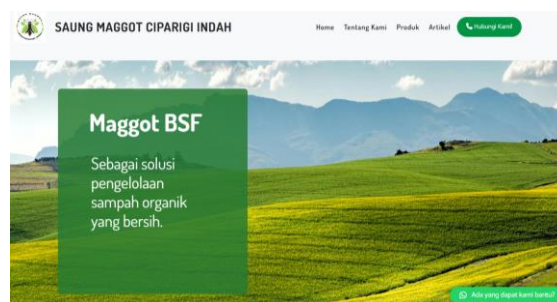 SAUNG MAGGOT CIPARIGI INDAH
Home Tentang Kami Produk Artikel Hubungi Kami!
Maggot BSF
Sebagai solusi
pengelolaan
sampah organik
yang bersih.
Ada yang dapat kami bantu?